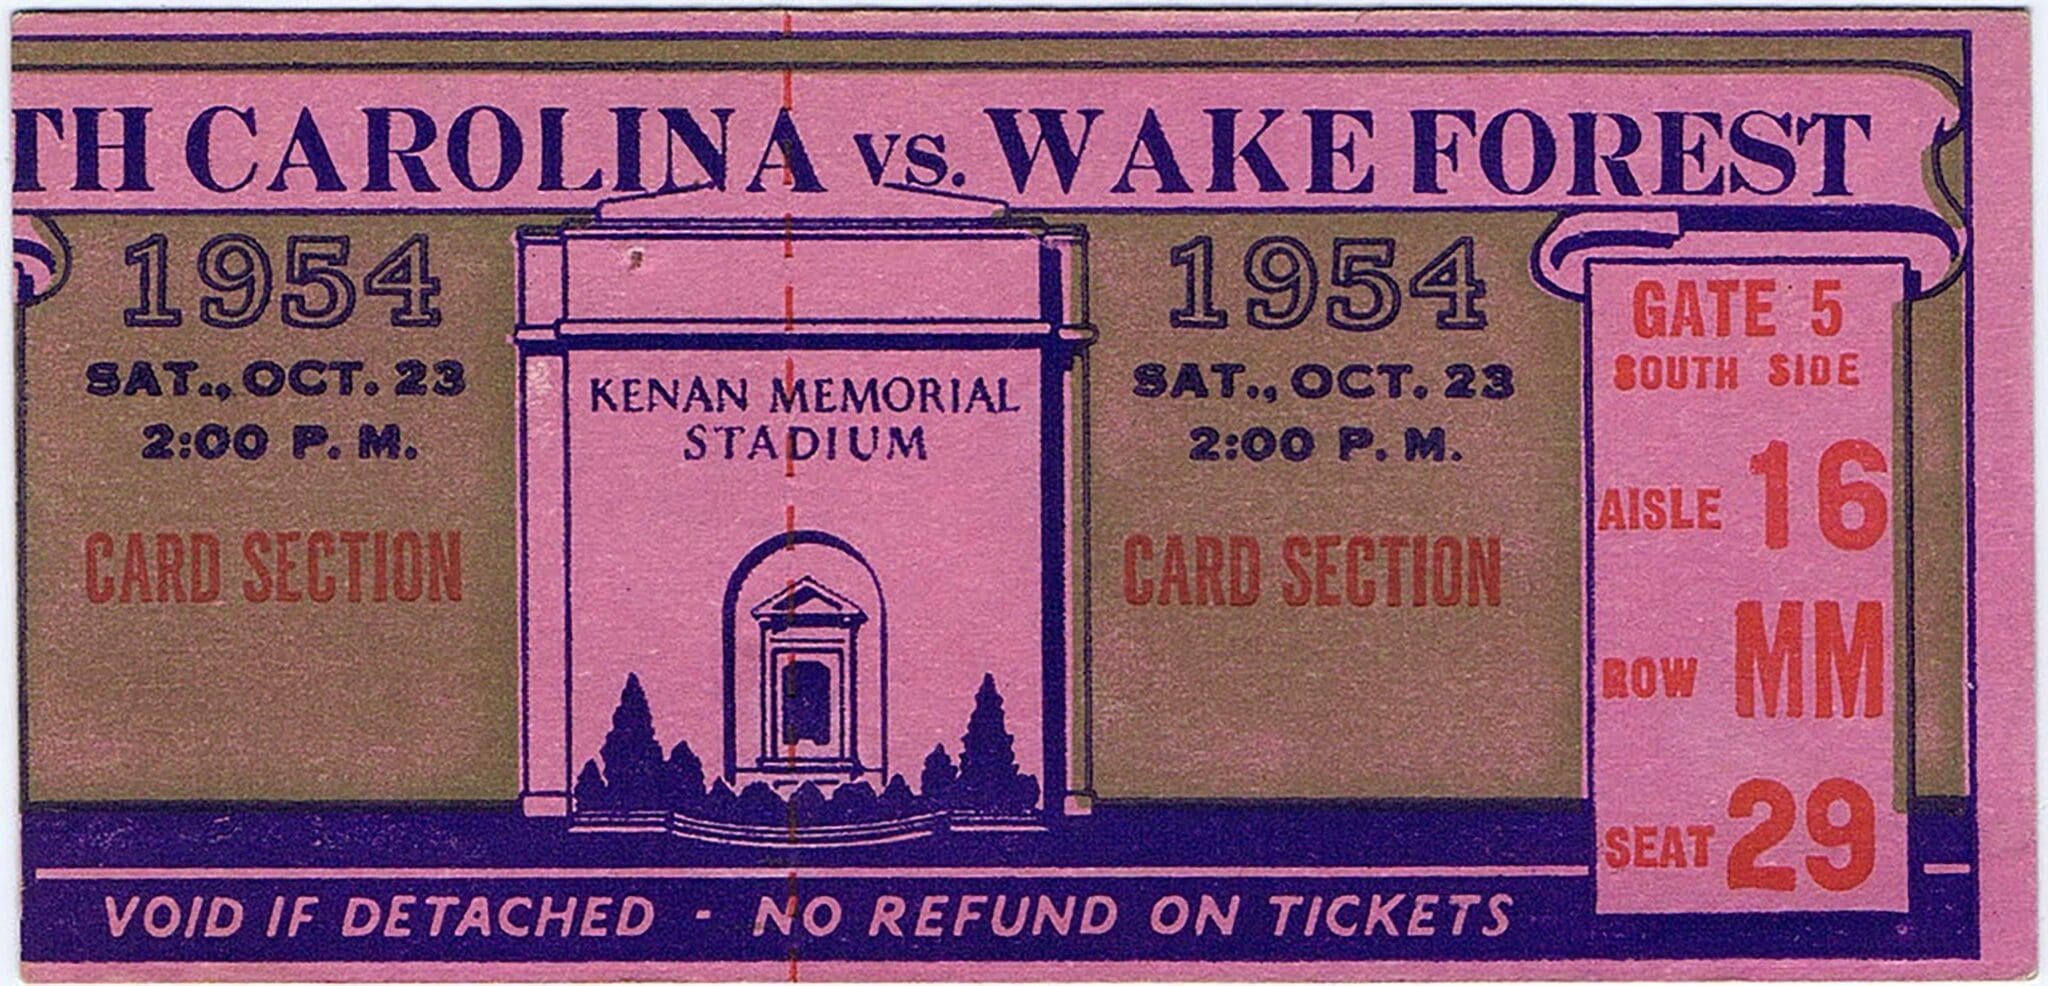 TH CAROLINA vs. WAKE FOREST
1954
SAT., OCT. 23
2:00 P. M.
CARD SECTION
KENAN MEMORIAL
STADIUM
1954
SAT., OCT. 23
2:00 P. M.
CARD SECTION
GATE 5
SOUTH SIDE
AISLE 16
ROW MM
SEAT 29
VOID IF DETACHED - NO REFUND ON TICKETS